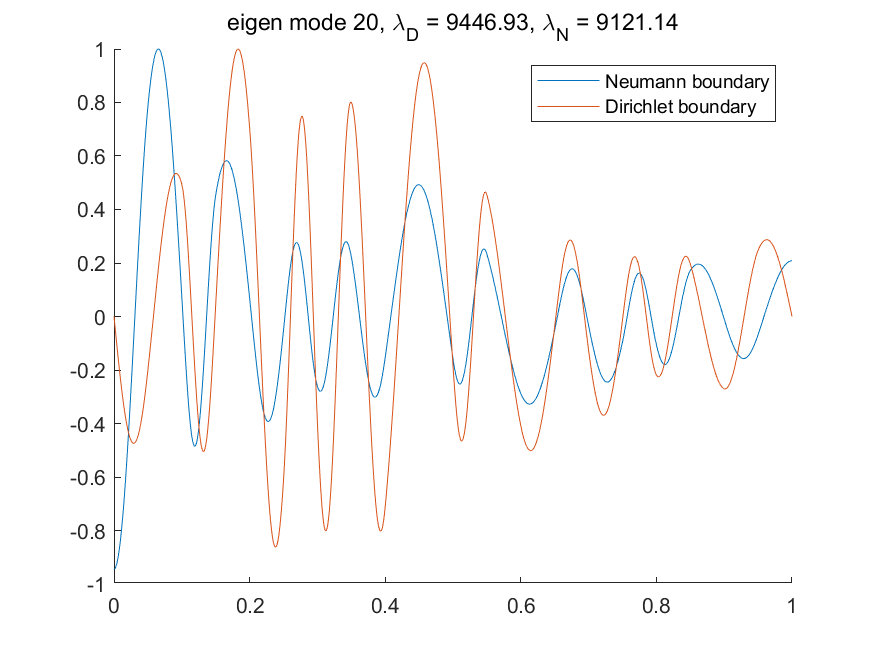 eigen mode 20, λ_D = 9446.93, λ_N = 9121.14
Neumann boundary
Dirichlet boundary
1
0.8
0.6
0.4
0.2
0
-0.2
-0.4
-0.6
-0.8
-1
0 0.2 0.4 0.6 0.8 1